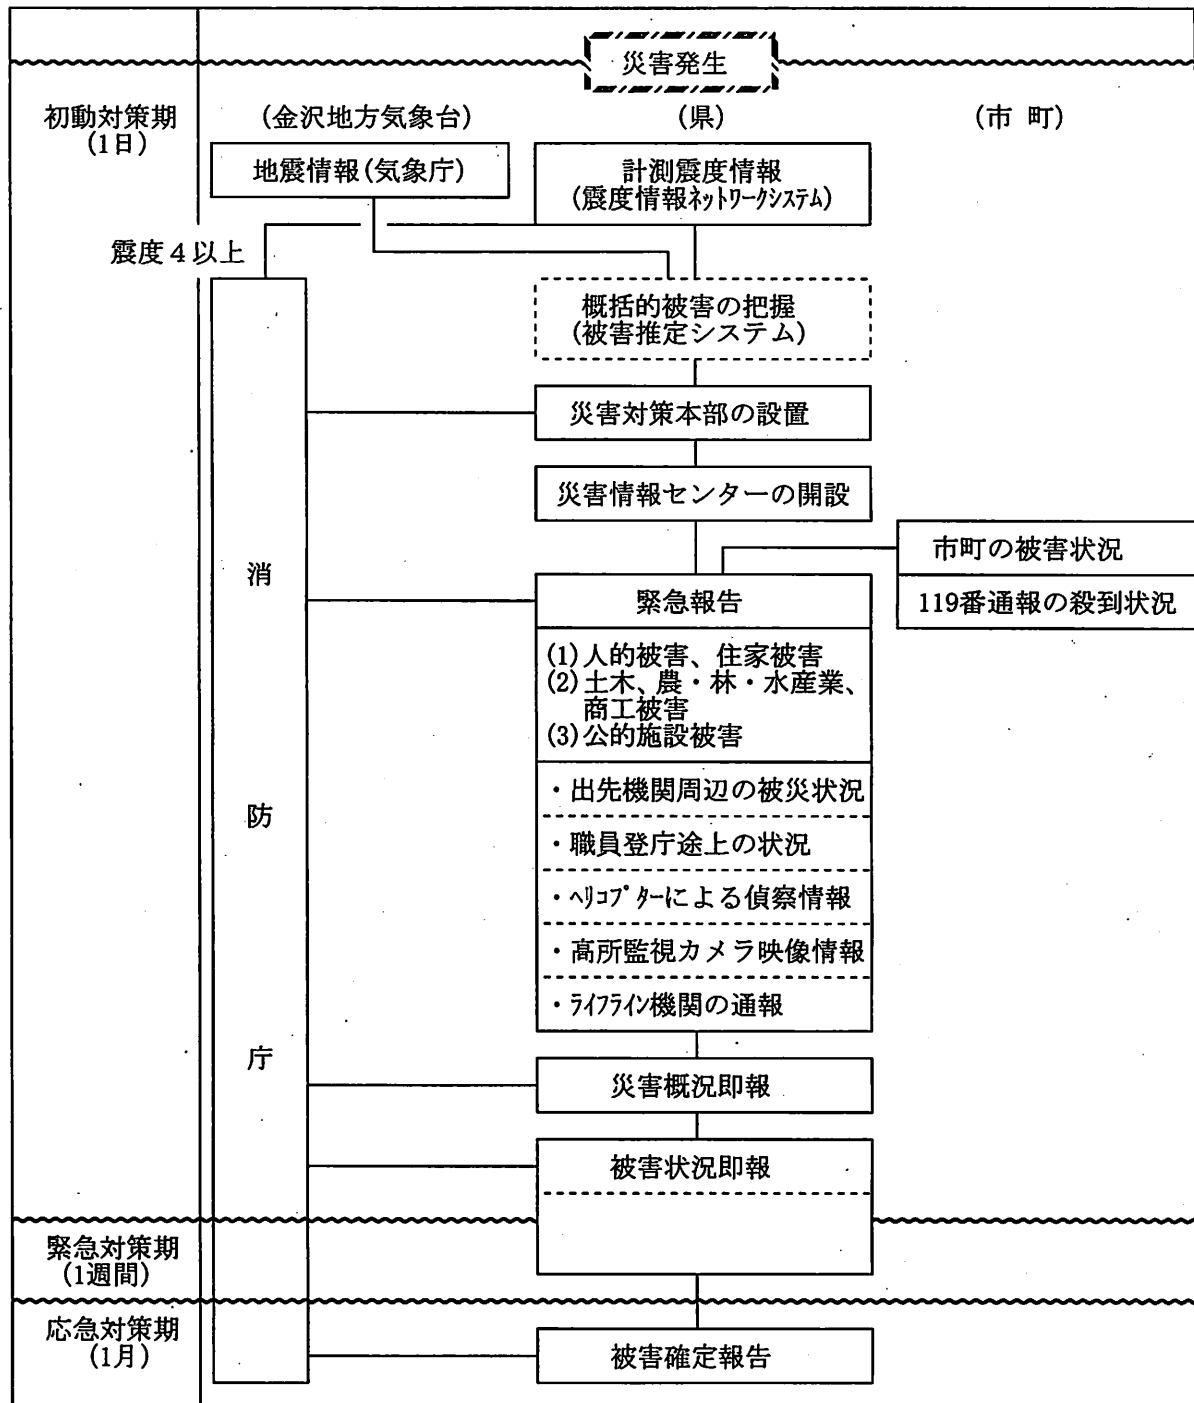 災害発生
初動対策期
(1日)
(金沢地方気象台)
(県)
(市 町)
地震情報(気象庁)
計測震度情報
(震度情報ネットワークシステム)
震度4以上
概括的被害の把握
(被害推定システム)
災害対策本部の設置
災害情報センターの開設
市町の被害状況
119番通報の殺到状況
消防庁
緊急報告
(1)人的被害、住家被害
(2)土木、農・林・水産業、
商工被害
(3)公的施設被害
・出先機関周辺の被災状況
・職員登庁途上の状況
・ヘリコプターによる偵察情報
・高所監視カメラ映像情報
・ライフライン機関の通報
災害概況即報
被害状況即報
緊急対策期
(1週間)
応急対策期
(1月)
被害確定報告